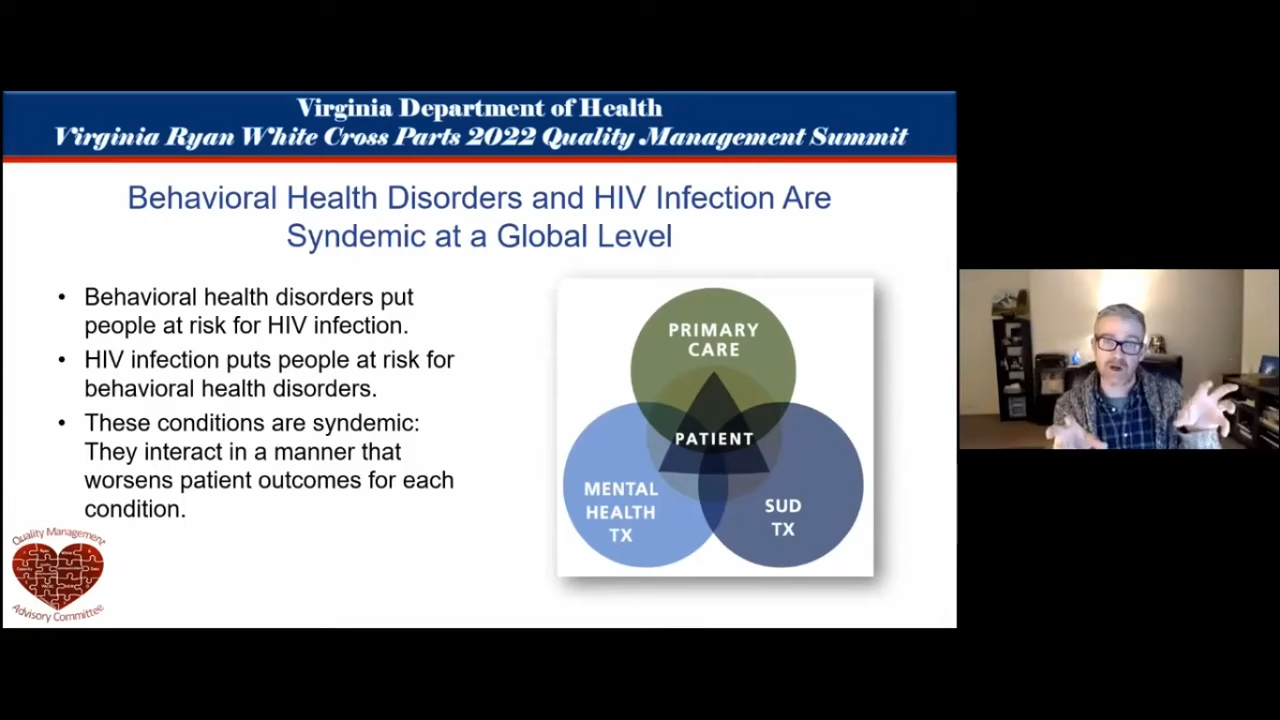 Virginia Department of Health
Virginia Ryan White Cross Parts 2022 Quality Management Summit
Behavioral Health Disorders and HIV Infection Are
Syndemic at a Global Level
• Behavioral health disorders put
people at risk for HIV infection.
• HIV infection puts people at risk for
behavioral health disorders.
• These conditions are syndemic:
They interact in a manner that
worsens patient outcomes for each
condition.
PRIMARY
CARE
PATIENT
MENTAL
HEALTH
TX
SUD
TX
Quality Management
Advisory Committee